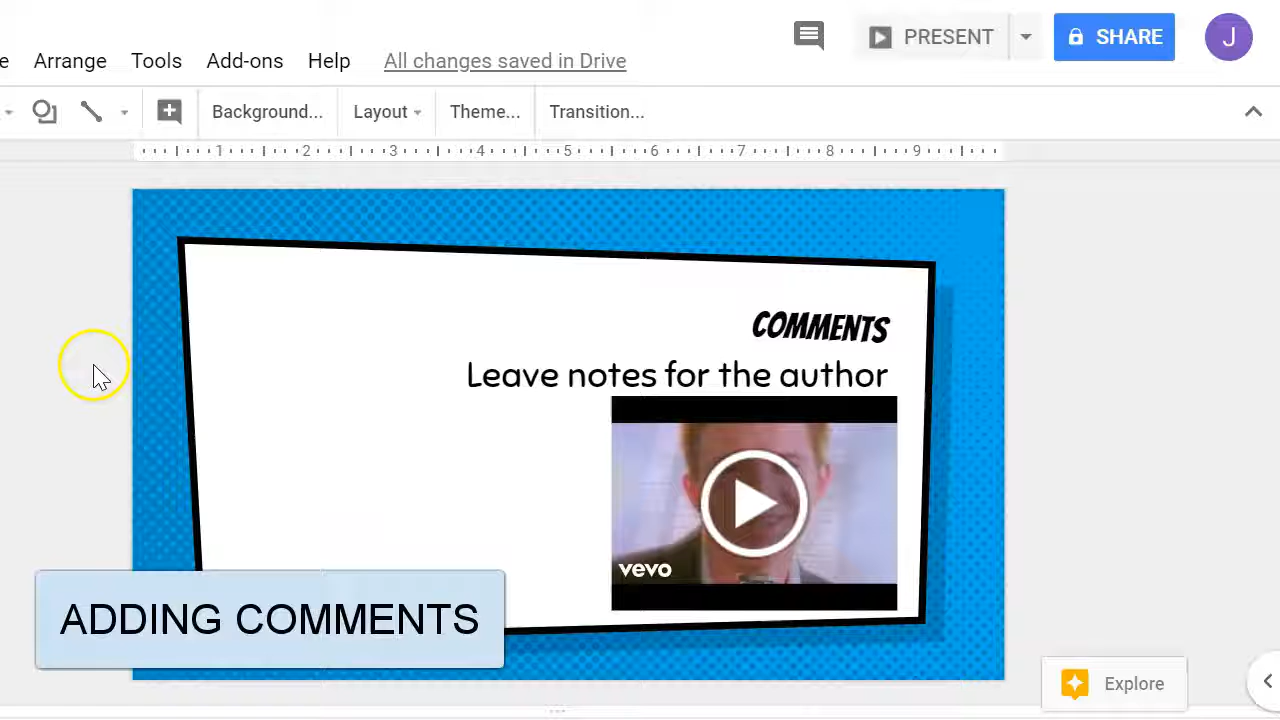 PRESENT
SHARE
J
e Arrange Tools Add-ons Help All changes saved in Drive
Background... Layout Theme... Transition...
1 2 3 4 5 6 7 8 9
COMMENTS
Leave notes for the author
vevo
ADDING COMMENTS
Explore